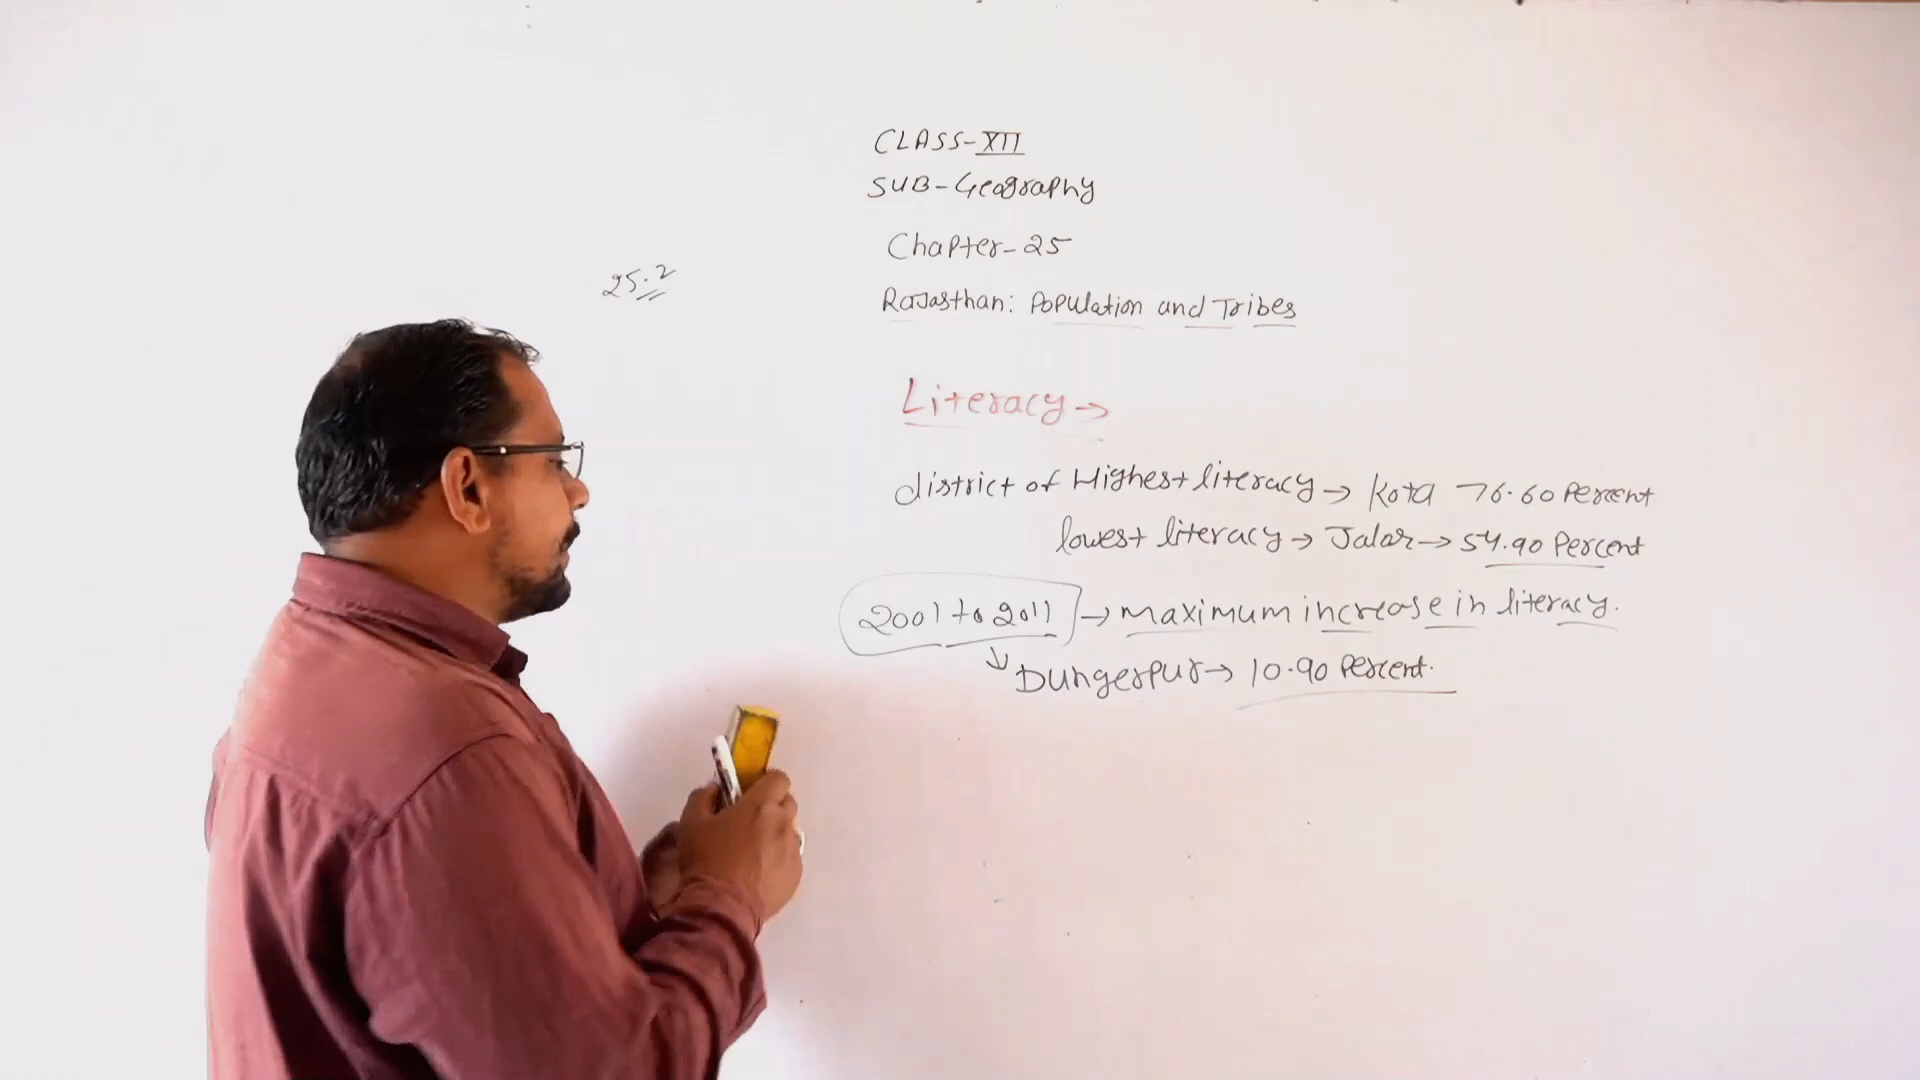 CLASS-XII
SUB-Geography
Chapter-25
25.2
Rajasthan: Population and Tribes
Literacy→
district of Highest literacy→ Kota 76.60 Percent
lowest literacy→ Jalor→ 54.90 Percent
2001 to 2011 → maximum increase in literacy.
↓ Dungerpur→ 10.90 Percent.